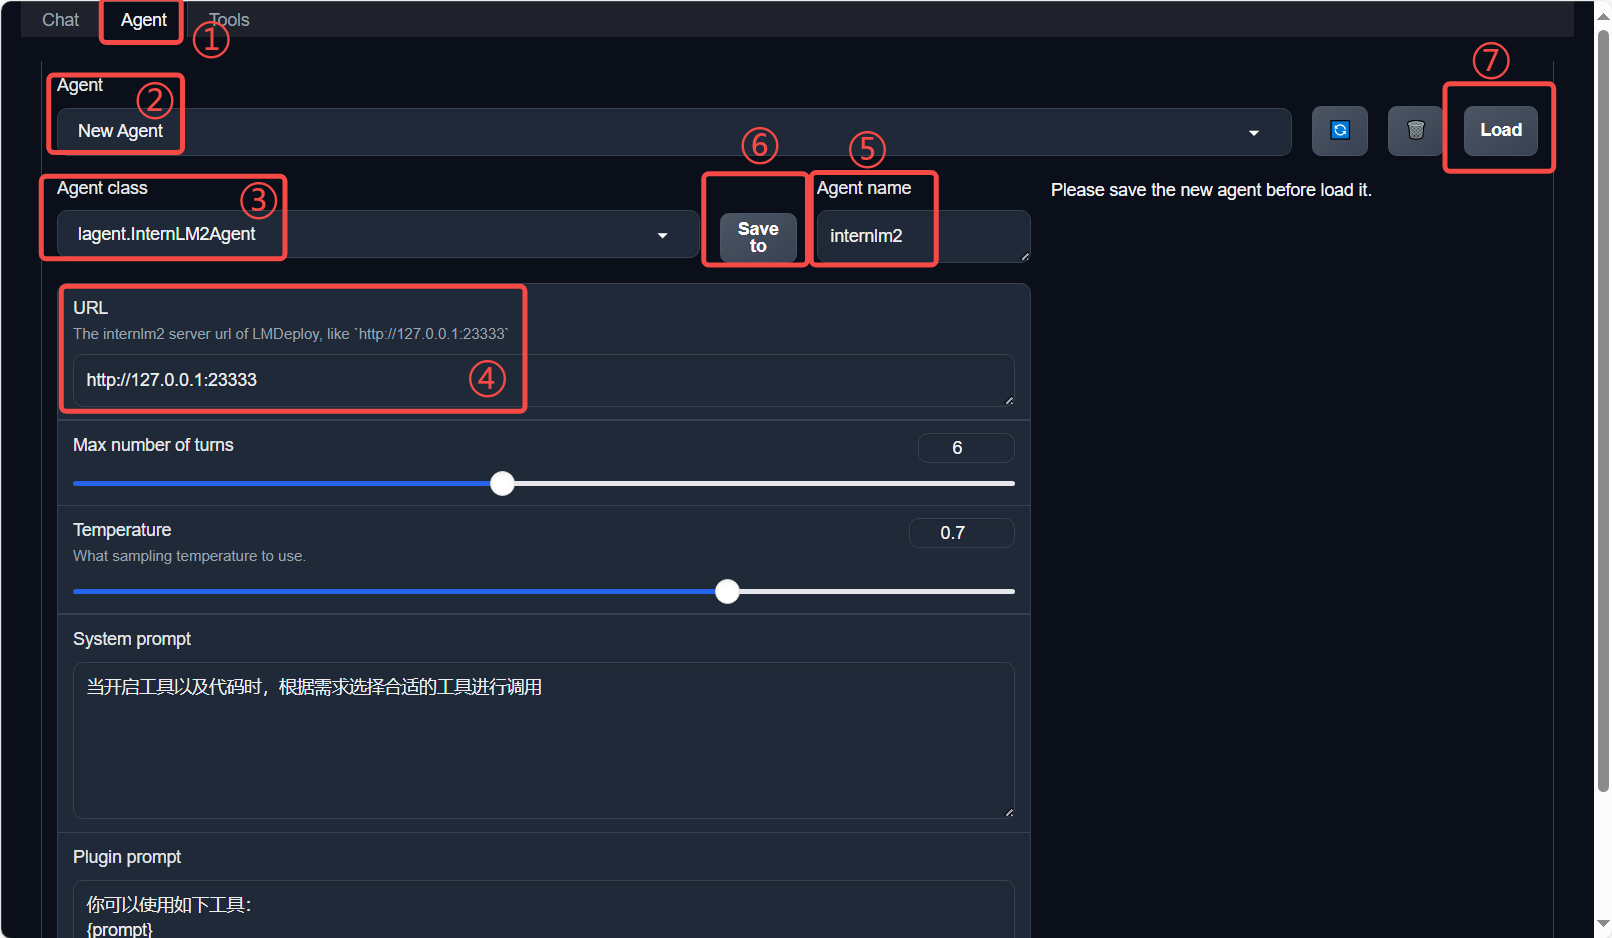 Chat Agent Tools
①
⑦
Agent
②
New Agent
Load
⑥
⑤
Agent class
③
lagent.InternLM2Agent
Save to
Agent name
internlm2
Please save the new agent before load it.
URL
The internlm2 server url of LMDeploy, like `http://127.0.0.1:23333`
http://127.0.0.1:23333
④
Max number of turns
6
Temperature
0.7
What sampling temperature to use.
System prompt
当开启工具以及代码时，根据需求选择合适的工具进行调用
Plugin prompt
你可以使用如下工具：
{prompt}